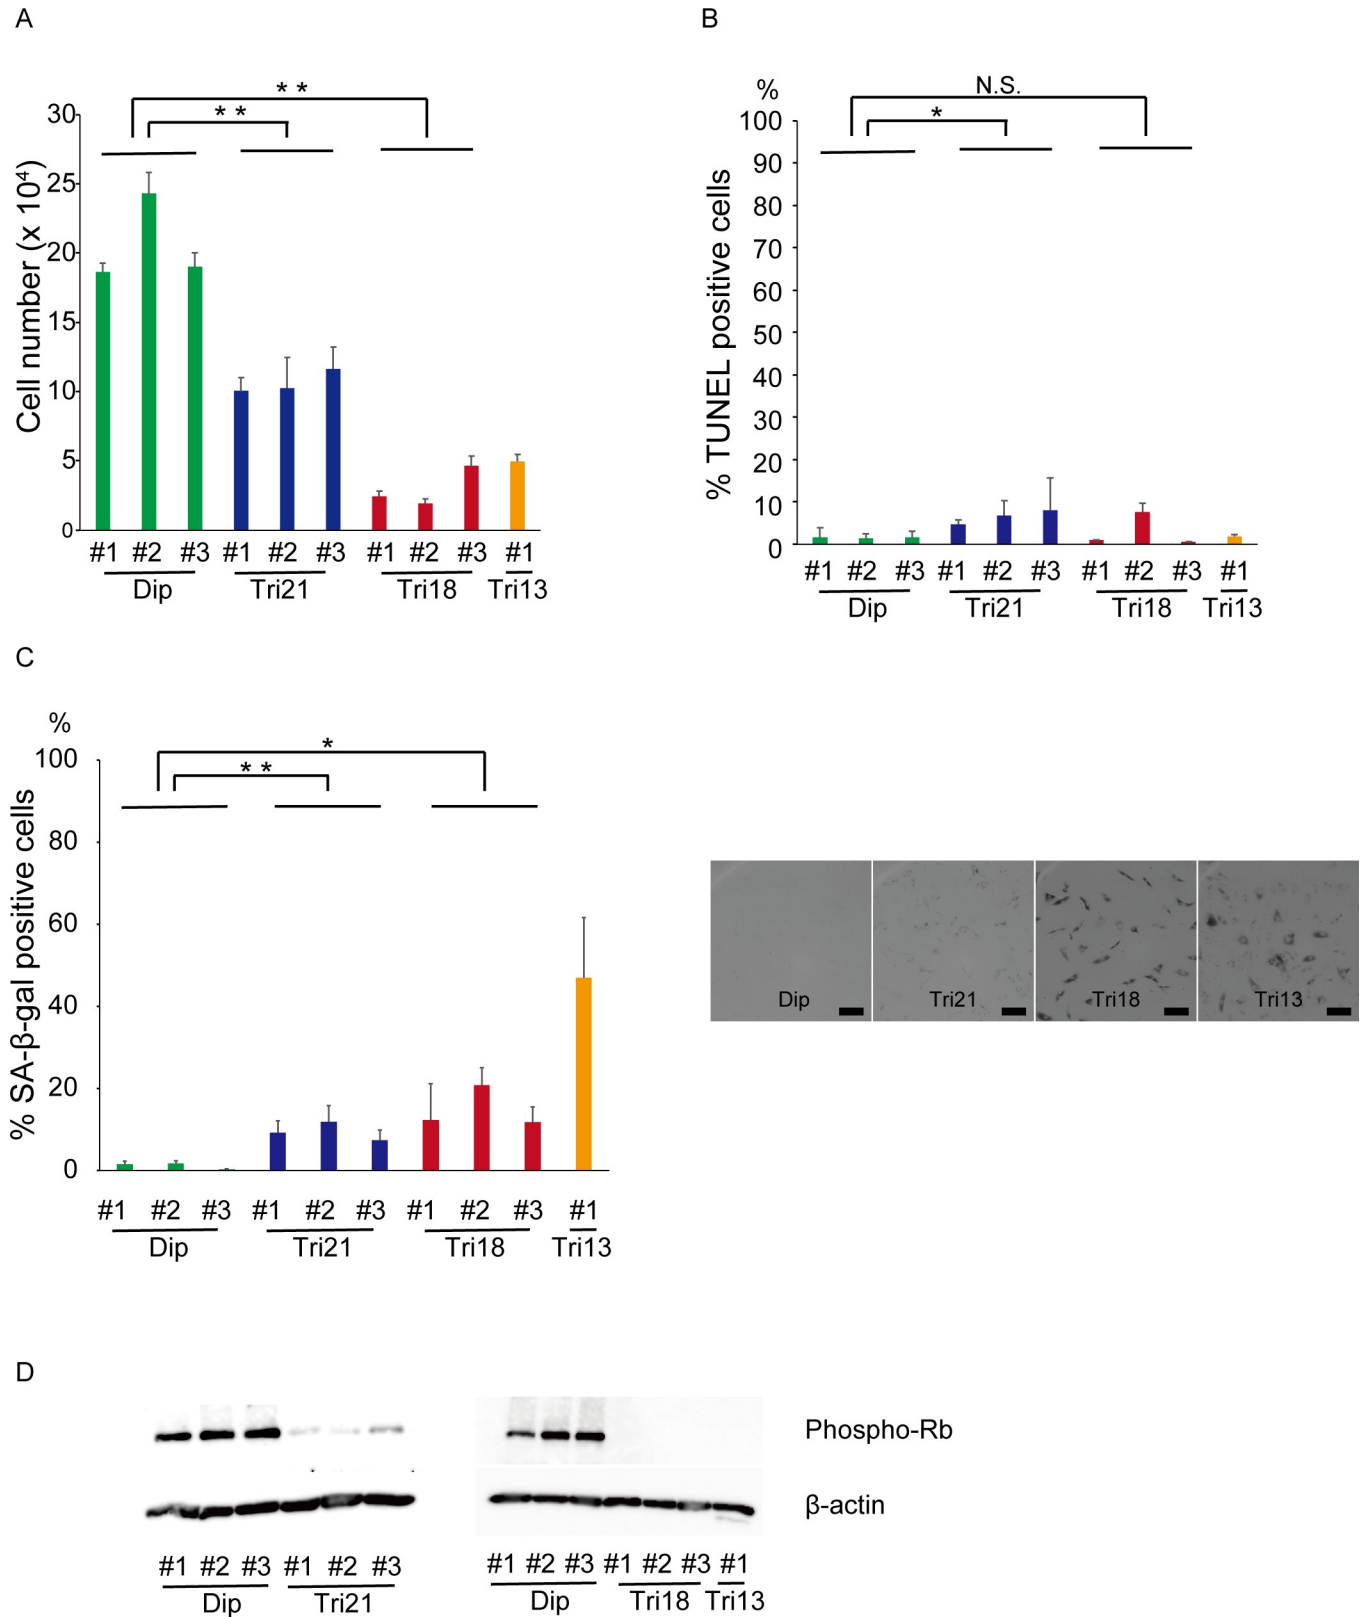 A
* *
* *
30
25
20
15
10
5
0
Cell number (x 10⁴)
#1 #2 #3 #1 #2 #3 #1 #2 #3 #1
Dip Tri21 Tri18 Tri13
B
%
N.S.
*
100
90
80
70
60
50
40
30
20
10
0
% TUNEL positive cells
#1 #2 #3 #1 #2 #3 #1 #2 #3 #1
Dip Tri21 Tri18 Tri13
C
%
*
* *
100
80
60
40
20
0
% SA-β-gal positive cells
#1 #2 #3 #1 #2 #3 #1 #2 #3 #1
Dip Tri21 Tri18 Tri13
Dip Tri21 Tri18 Tri13
D
Phospho-Rb
β-actin
#1 #2 #3 #1 #2 #3
Dip Tri21
#1 #2 #3 #1 #2 #3 #1
Dip Tri18 Tri13